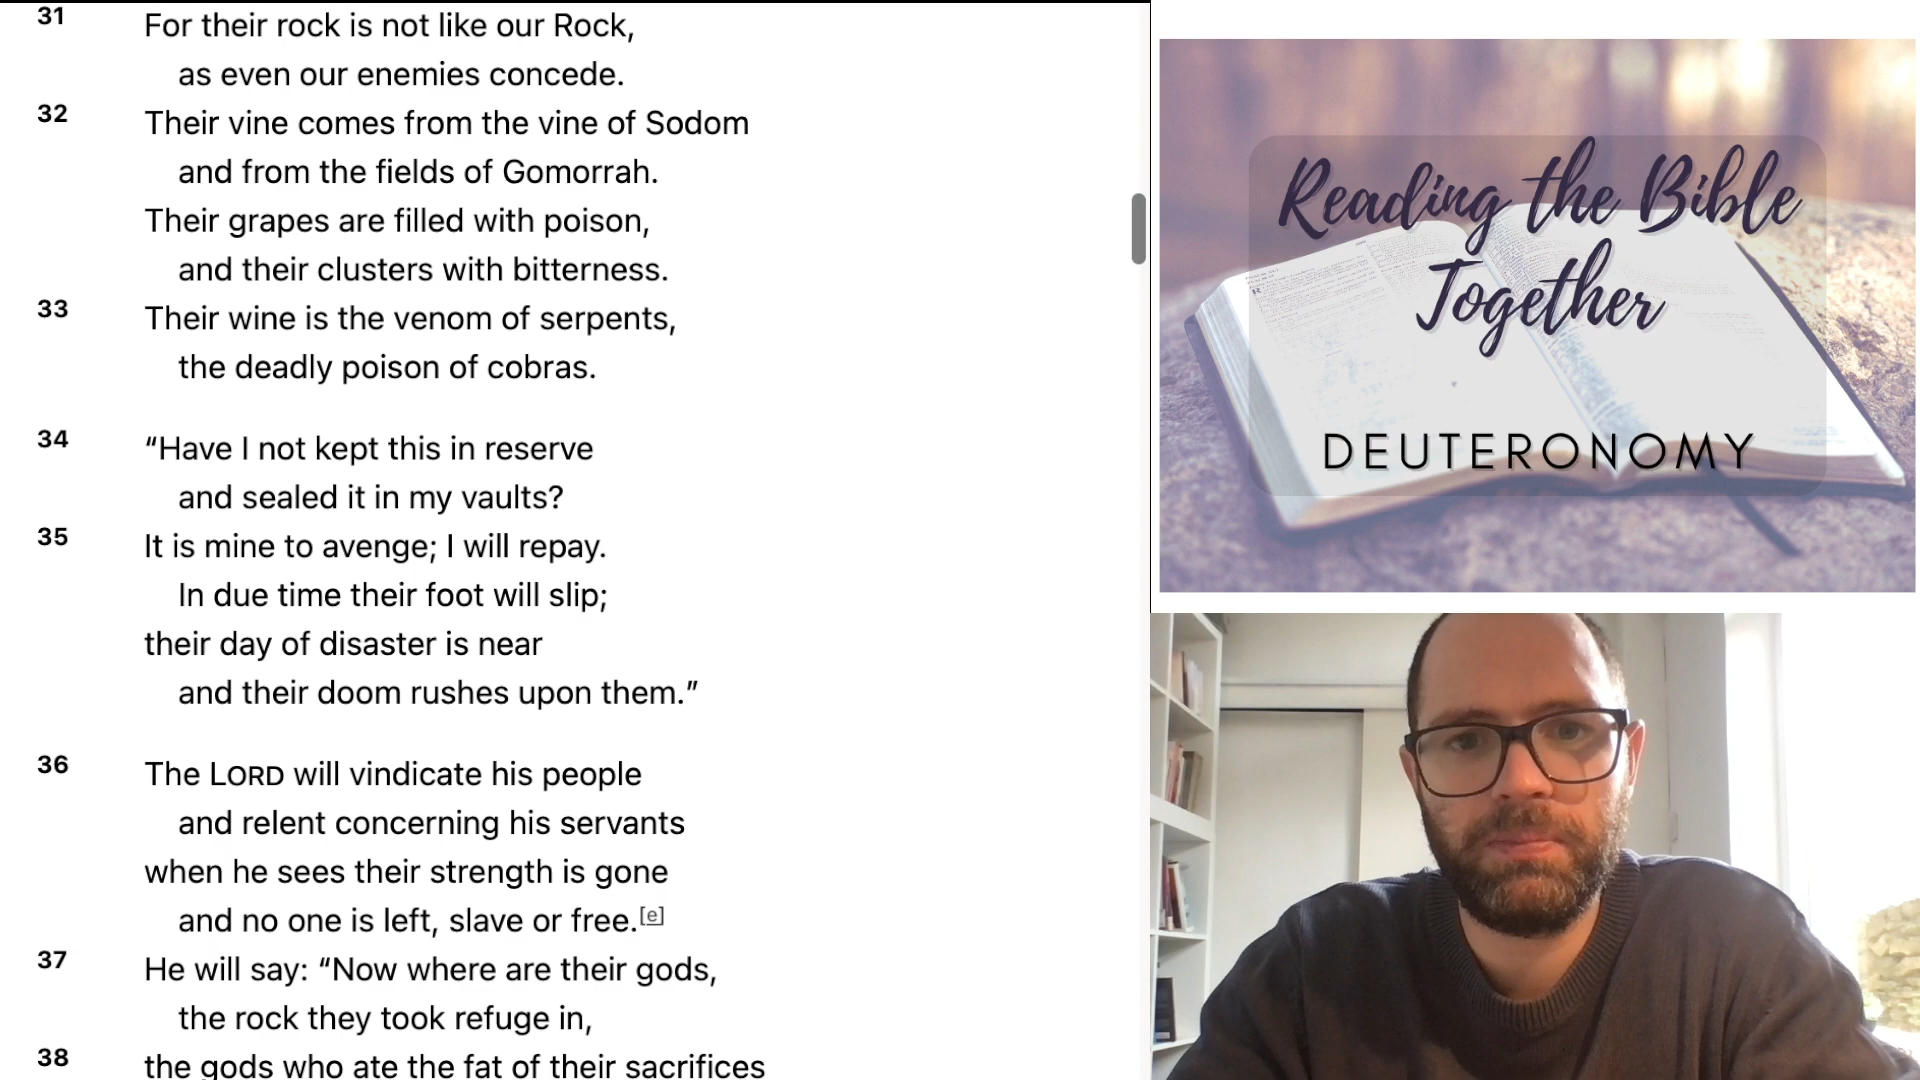 31 For their rock is not like our Rock,
as even our enemies concede.
32 Their vine comes from the vine of Sodom
and from the fields of Gomorrah.
Their grapes are filled with poison,
and their clusters with bitterness.
33 Their wine is the venom of serpents,
the deadly poison of cobras.
34 “Have I not kept this in reserve
and sealed it in my vaults?
35 It is mine to avenge; I will repay.
In due time their foot will slip;
their day of disaster is near
and their doom rushes upon them.”
36 The LORD will vindicate his people
and relent concerning his servants
when he sees their strength is gone
and no one is left, slave or free.[e]
37 He will say: “Now where are their gods,
the rock they took refuge in,
38 the gods who ate the fat of their sacrifices
Reading the Bible
Together
DEUTERONOMY